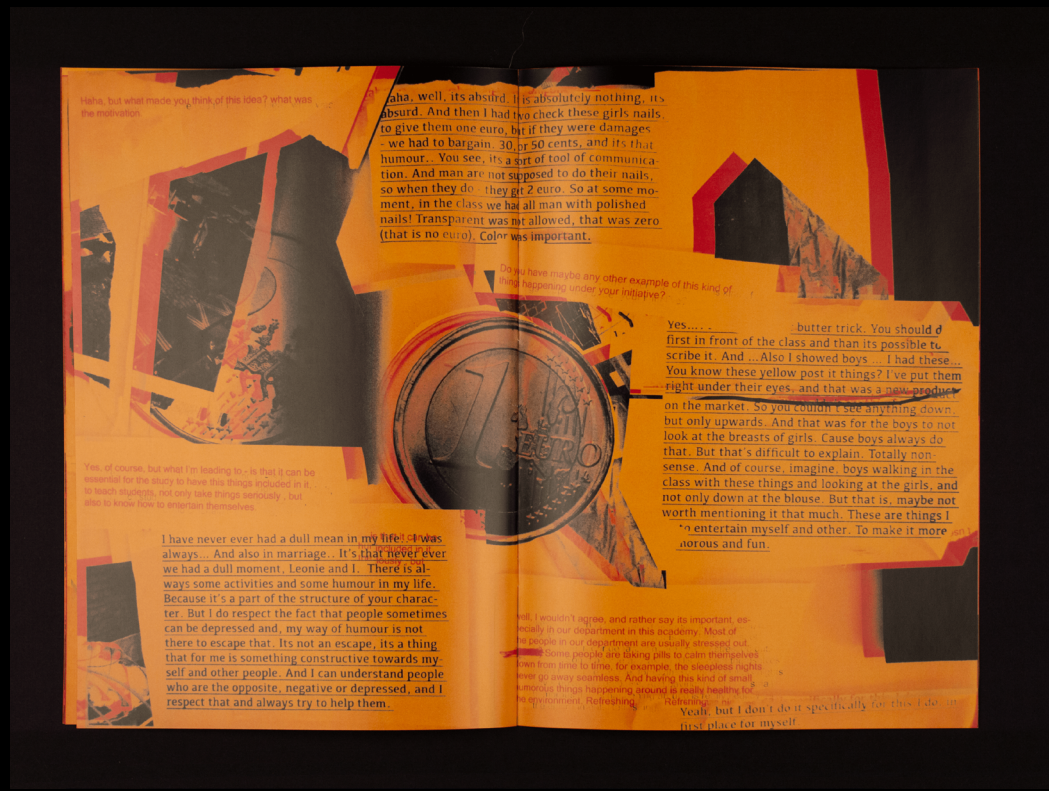 Haha, but what made you think of this idea? what was
the motivation.
aha, well, its absurd, it is absolutely nothing, its
absurd. And then I had two check these girls nails,
to give them one euro, but if they were damages
- we had to bargain. 30, or 50 cents, and its that
humour.. You see, its a sort of tool of communica-
tion. And man are not supposed to do their nails,
so when they do - they get 2 euro. So at some mo-
ment, in the class we had all man with polished
nails! Transparent was not allowed, that was zero
(that is no euro). Color was important.
Do you have maybe any other example of this kind of
thing happening under your initiative?
1 EURO
Yes... butter trick. You should d
first in front of the class and than its possible to
scribe it. And ...Also I showed boys ... I had these...
You know these yellow post it things? I've put them
right under their eyes, and that was a new product
on the market. So you couldn't see anything down,
but only upwards. And that was for the boys to not
look at the breasts of girls. Cause boys always do
that. But that's difficult to explain. Totally non-
sense. And of course, imagine, boys walking in the
class with these things and looking at the girls, and
not only down at the blouse. But that is, maybe not
worth mentioning it that much. These are things I
to entertain myself and other. To make it more
norous and fun.
Yes, of course, but what I'm leading to,- Is that it can be
essential for the study to have this things included in it,
to teach students, not only take things seriously , but
also to know how to entertain themselves.
I have never ever had a dull mean in my life. I was
always... And also in marriage.. It's that never ever
we had a dull moment, Leonie and I. There is al-
ways some activities and some humour in my life.
Because it's a part of the structure of your charac-
ter. But I do respect the fact that people sometimes
can be depressed and, my way of humour is not
there to escape that. Its not an escape, its a thing
that for me is something constructive towards my-
self and other people. And I can understand people
who are the opposite, negative or depressed, and I
respect that and always try to help them.
well, I wouldn't agree, and rather say its important, es-
pecially in our department in this academy. Most of
he people in our department are usually stressed out.
Some people are taking pills to calm themselves
own from time to time, for example, the sleepless nights
ever go away seamless. And having this kind of small
umorous things happening around is really healthy for
he environment. Refreshing.
Yeah, but I don't do it specifically for this I do in
first place for myself